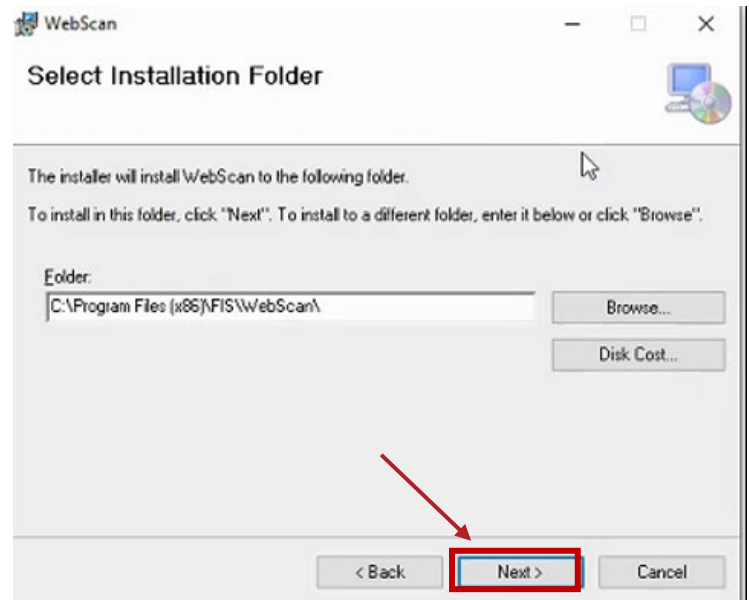 WebScan
Select Installation Folder
The installer will install WebScan to the following folder.
To install in this folder, click "Next". To install to a different folder, enter it below or click "Browse".
Folder:
C:\Program Files (x86)\FIS\WebScan\
Browse...
Disk Cost...
< Back
Next >
Cancel